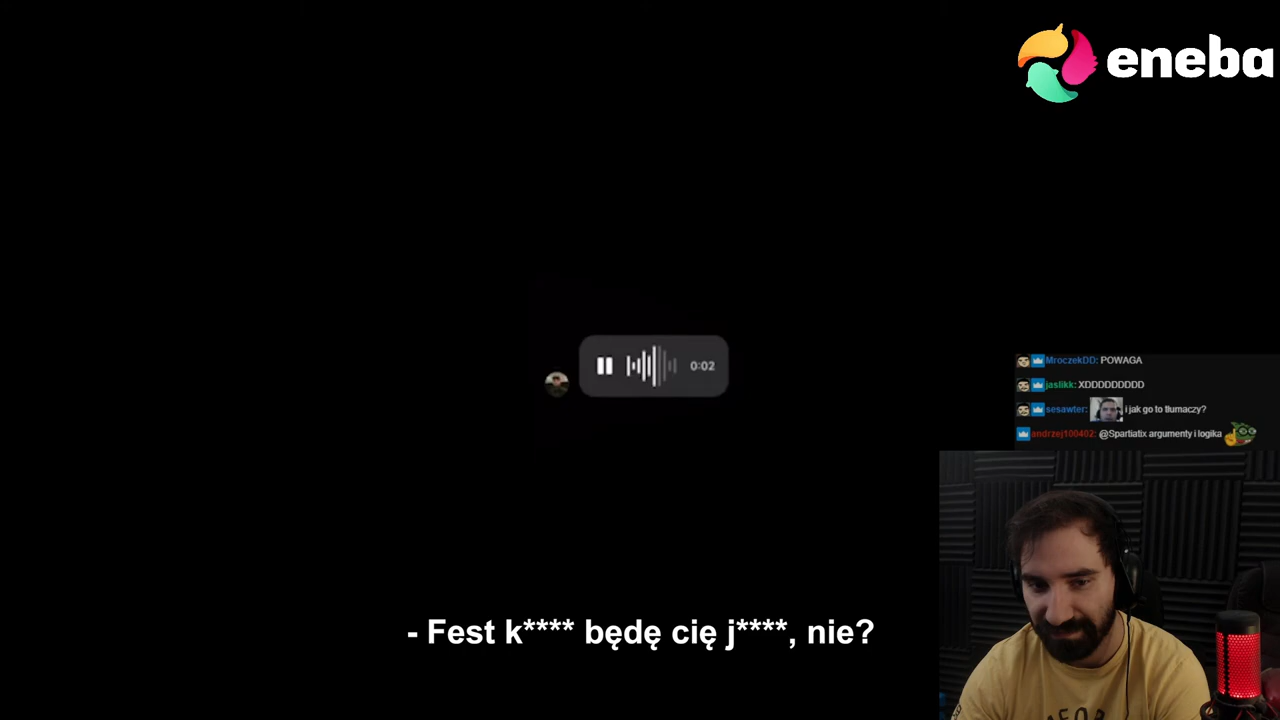 eneba
0:02
MroczekDD: POWAGA
jaslikk: XDDDDDDDDD
sesawter: i jak go to tłumaczy?
andrzej100402: @Spartiatix argumenty i logika
- Fest k**** będę cię j****, nie?